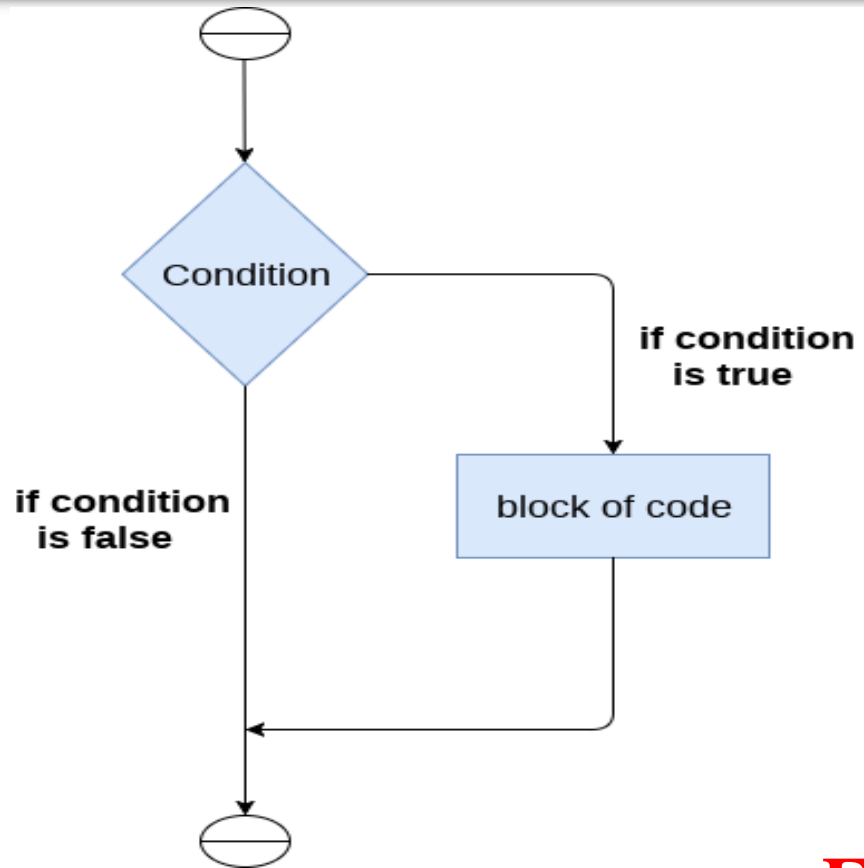 Condition
if condition
is true
if condition
is false
block of code